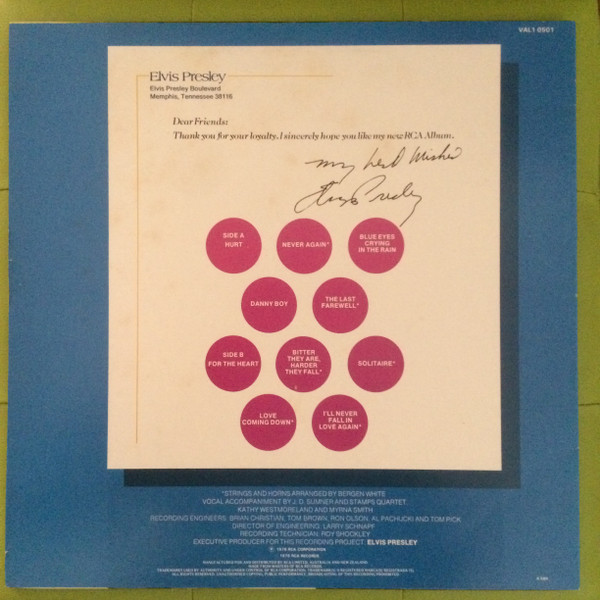 VAL1 0501
Elvis Presley
Elvis Presley Boulevard
Memphis, Tennessee 38116
Dear Friends:
Thank you for your loyalty. I sincerely hope you like my new RCA Album.
my best wishes
Elvis Presley
SIDE A
HURT
NEVER AGAIN*
BLUE EYES
CRYING
IN THE RAIN
DANNY BOY
THE LAST
FAREWELL*
SIDE B
FOR THE HEART
BITTER
THEY ARE,
HARDER
THEY FALL*
SOLITAIRE*
LOVE
COMING DOWN*
I'LL NEVER
FALL IN
LOVE AGAIN*
*STRINGS AND HORNS ARRANGED BY BERGEN WHITE
VOCAL ACCOMPANIMENT BY J. D. SUMNER AND STAMPS QUARTET,
KATHY WESTMORELAND AND MYRNA SMITH
RECORDING ENGINEERS: BRIAN CHRISTIAN, TOM BROWN, RON OLSON, AL PACHUCKI AND TOM PICK
DIRECTOR OF ENGINEERING: LARRY SCHNAPF
RECORDING TECHNICIAN: ROY SHOCKLEY
EXECUTIVE PRODUCER FOR THIS RECORDING PROJECT: ELVIS PRESLEY
℗ 1976 RCA CORPORATION
1976 RCA RECORDS